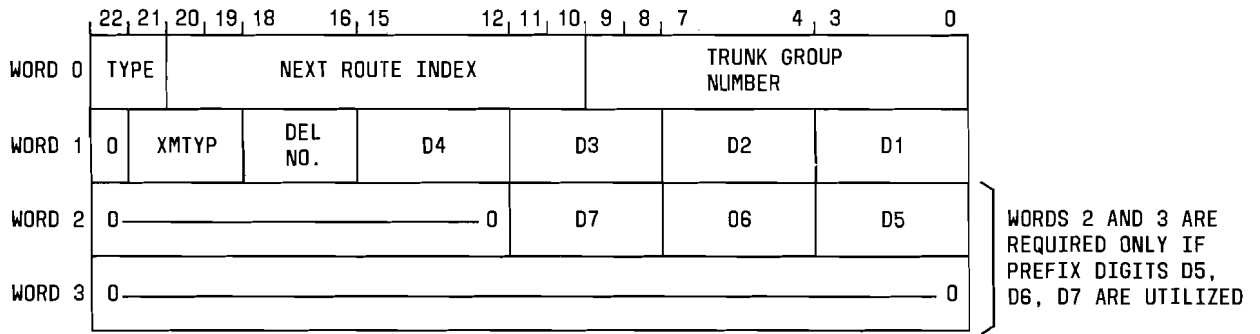 22 21 20 19 18 16 15 12 11 10 9 8 7 4 3 0
WORD 0 TYPE NEXT ROUTE INDEX TRUNK GROUP
NUMBER
WORD 1 0 XMTYP DEL
NO. D4 D3 D2 D1
WORD 2 0 0 D7 06 D5
WORD 3 0 0
WORDS 2 AND 3 ARE
REQUIRED ONLY IF
PREFIX DIGITS D5,
D6, D7 ARE UTILIZED